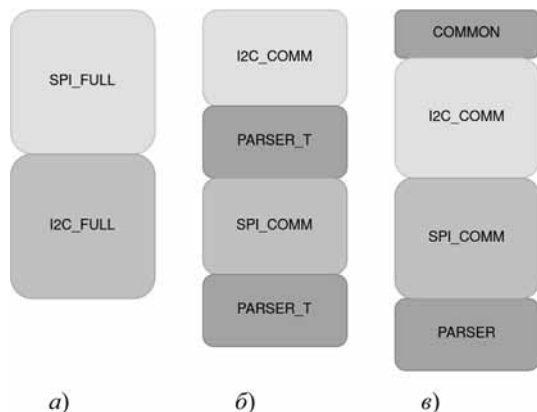 SPI_FULL
I2C_FULL
а)
I2C_COMM
PARSER_T
SPI_COMM
PARSER_T
б)
COMMON
I2C_COMM
SPI_COMM
PARSER
в)